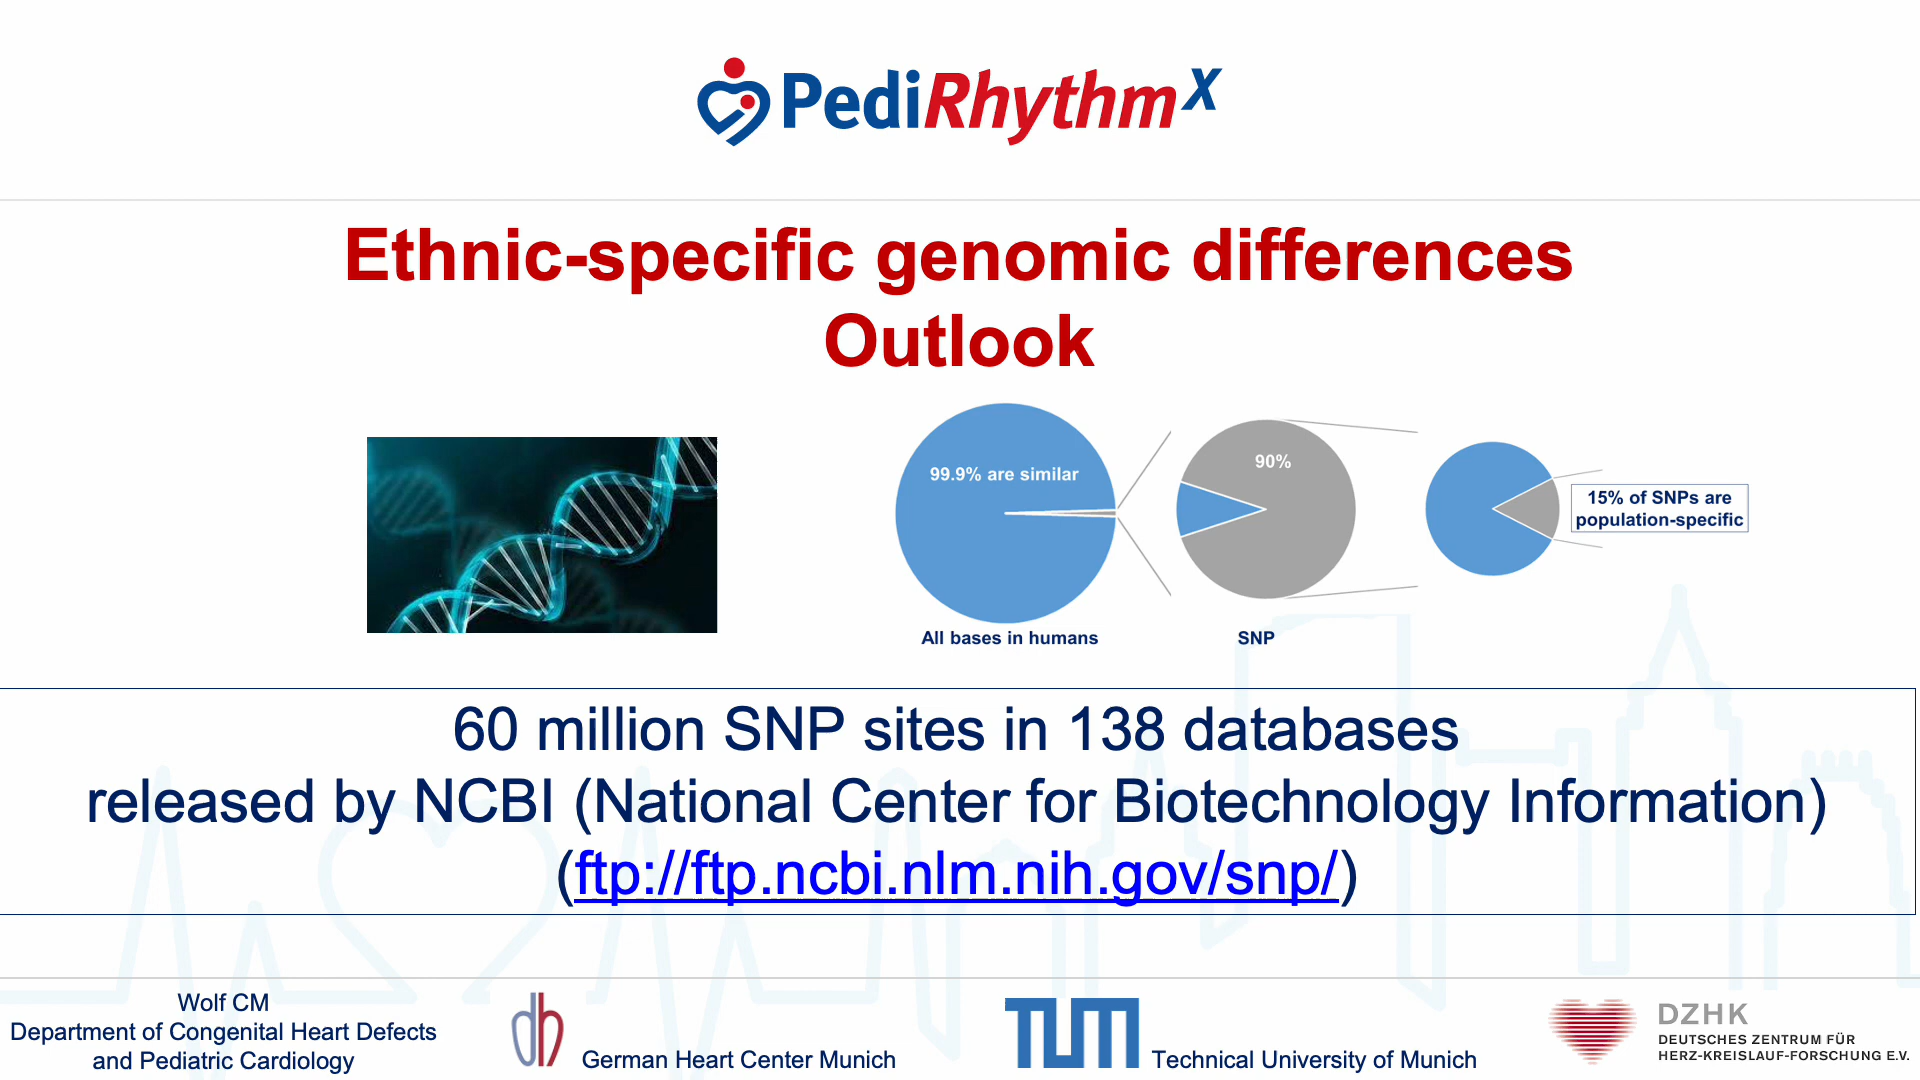 PediRhythm X
Ethnic-specific genomic differences
Outlook
99.9% are similar
90%
15% of SNPs are
population-specific
All bases in humans
SNP
60 million SNP sites in 138 databases
released by NCBI (National Center for Biotechnology Information)
(ftp://ftp.ncbi.nlm.nih.gov/snp/)
Wolf CM
Department of Congenital Heart Defects
and Pediatric Cardiology
dh
German Heart Center Munich
TUM
Technical University of Munich
DZHK
DEUTSCHES ZENTRUM FÜR
HERZ-KREISLAUF-FORSCHUNG E.V.